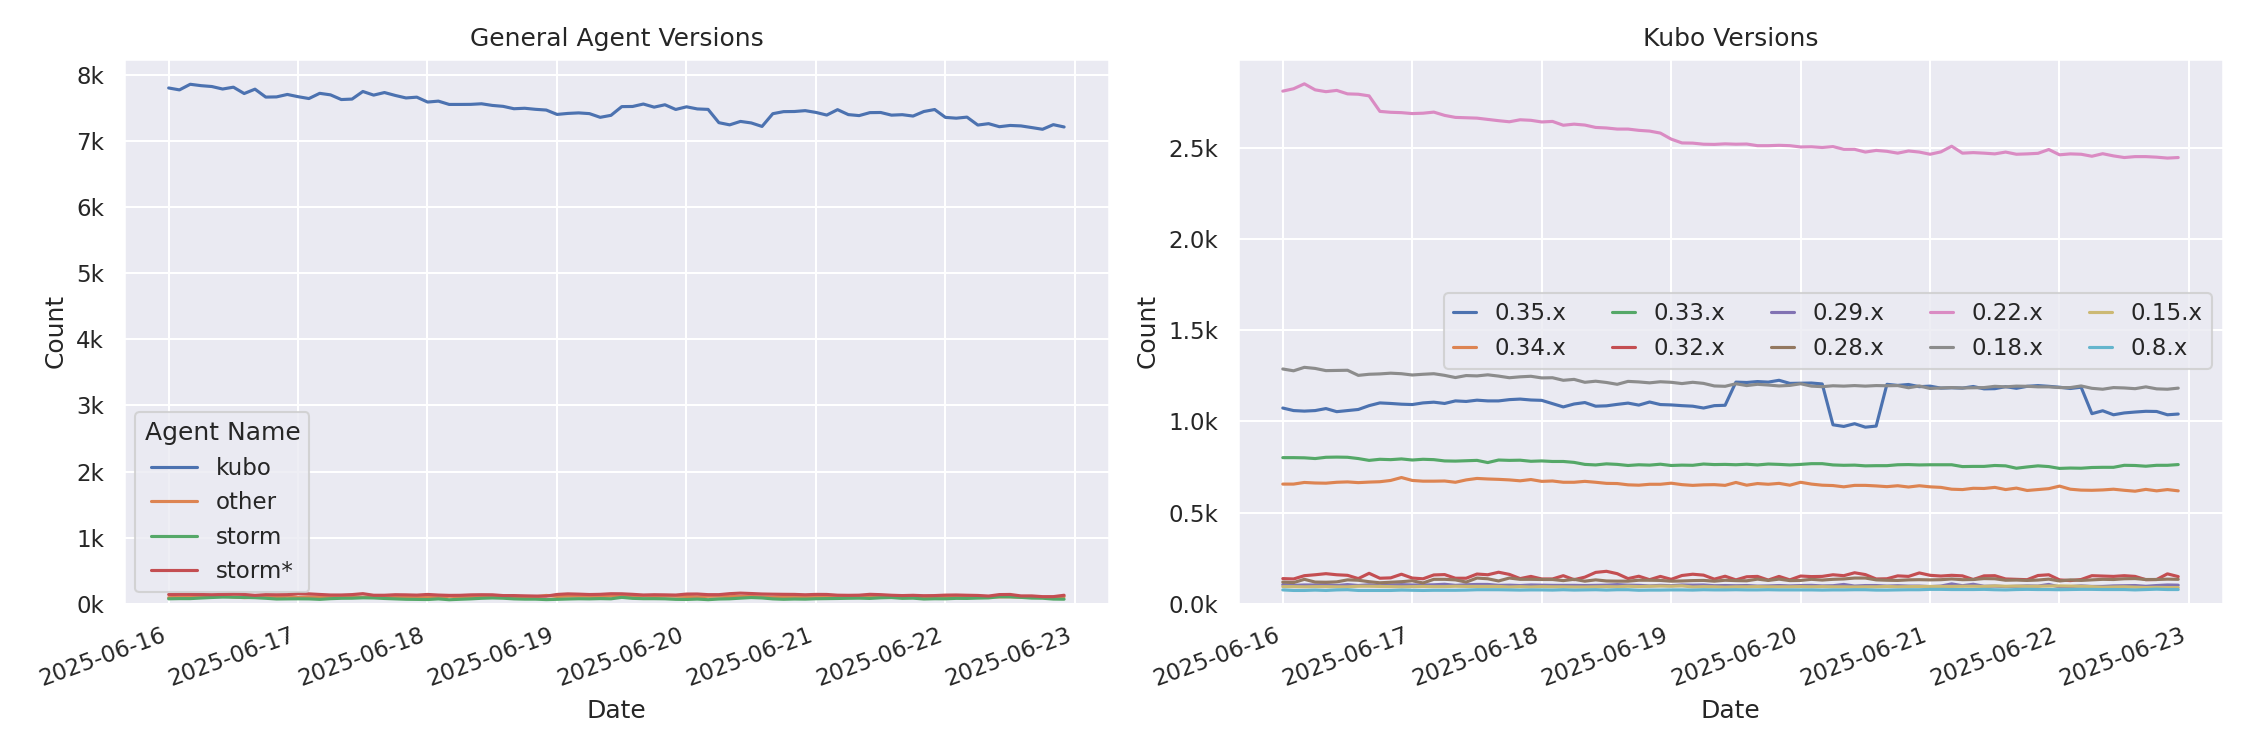 General Agent Versions
8k
7k
6k
5k
4k
3k
2k
1k
0k
Count
Agent Name
kubo
other
storm
storm*
2025-06-16
2025-06-17
2025-06-18
2025-06-19
2025-06-20
2025-06-21
2025-06-22
2025-06-23
Date
Kubo Versions
2.5k
2.0k
1.5k
1.0k
0.5k
0.0k
Count
0.35.x 0.33.x 0.29.x 0.22.x 0.15.x
0.34.x 0.32.x 0.28.x 0.18.x 0.8.x
2025-06-16
2025-06-17
2025-06-18
2025-06-19
2025-06-20
2025-06-21
2025-06-22
2025-06-23
Date